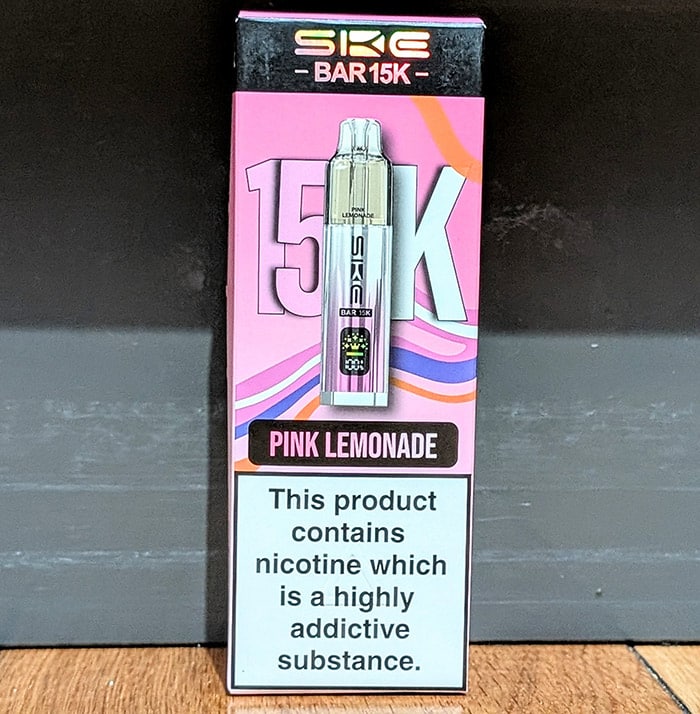 SKE
BAR 15K
15K
PINK
LEMONADE
SKE
BAR 15K
100%
PINK LEMONADE
This product
contains
nicotine which
is a highly
addictive
substance.